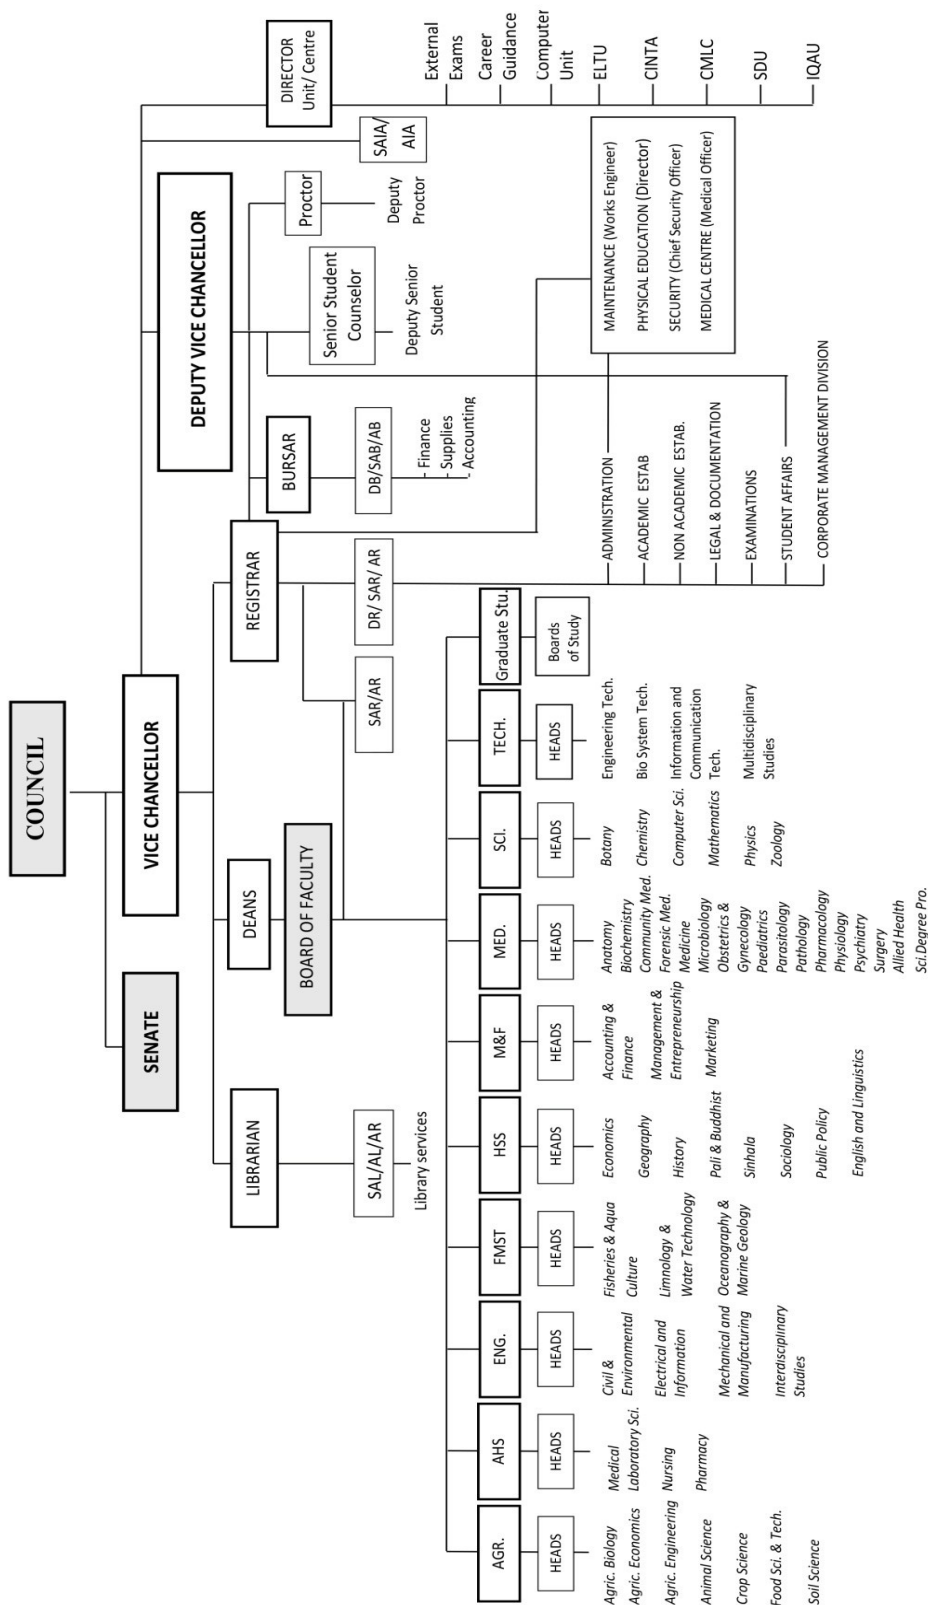 COUNCIL
SENATE
VICE CHANCELLOR
DEPUTY VICE CHANCELLOR
DIRECTOR
Unit/ Centre
LIBRARIAN
DEANS
REGISTRAR
BURSAR
Senior Student
Counselor
Proctor
SAIA/
AIA
BOARD OF FACULTY
SAL/AL/AR
Library services
SAR/AR
DR/ SAR/ AR
DB/SAB/AB
- Finance
- Supplies
- Accounting
Deputy Senior
Student
Deputy
Proctor
External
Exams
Career
Guidance
Computer
Unit
ELTU
CINTA
CMLC
SDU
IQAU
AGR.
AHS
ENG.
FMST
HSS
M&F
MED.
SCI.
TECH.
Graduate Stu.
HEADS
HEADS
HEADS
HEADS
HEADS
HEADS
HEADS
HEADS
HEADS
Boards
of Study
Agric. Biology
Agric. Economics
Agric. Engineering
Animal Science
Crop Science
Food Sci. & Tech.
Soil Science
Medical
Laboratory Sci.
Nursing
Pharmacy
Civil &
Environmental
Electrical and
Information
Mechanical and
Manufacturing
Interdisciplinary
Studies
Fisheries & Aqua
Culture
Limnology &
Water Technology
Oceanography &
Marine Geology
Economics
Geography
History
Pali & Buddhist
Sinhala
Sociology
Public Policy
English and Linguistics
Accounting &
Finance
Management &
Entrepreneurship
Marketing
Anatomy
Biochemistry
Community Med.
Forensic Med.
Medicine
Microbiology
Obstetrics &
Gynecology
Paediatrics
Parasitology
Pathology
Pharmacology
Physiology
Psychiatry
Surgery
Allied Health
Sci.Degree Pro.
Botany
Chemistry
Computer Sci.
Mathematics
Physics
Zoology
Engineering Tech.
Bio System Tech.
Information and
Communication
Tech.
Multidisciplinary
Studies
ADMINISTRATION
ACADEMIC ESTAB
NON ACADEMIC ESTAB.
LEGAL & DOCUMENTATION
EXAMINATIONS
STUDENT AFFAIRS
CORPORATE MANAGEMENT DIVISION
MAINTENANCE (Works Engineer)
PHYSICAL EDUCATION (Director)
SECURITY (Chief Security Officer)
MEDICAL CENTRE (Medical Officer)